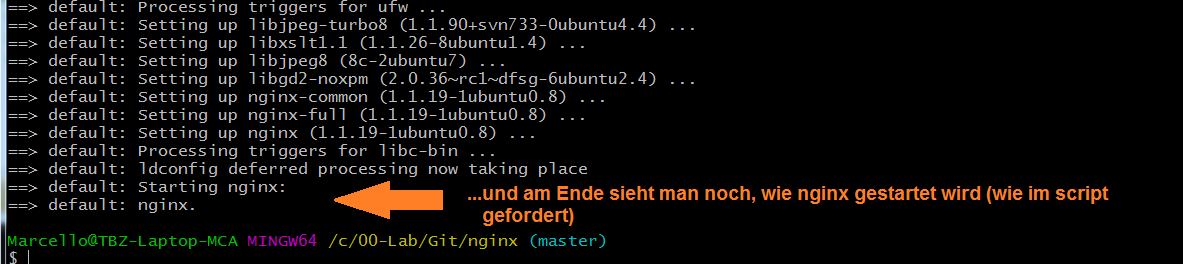 ==> default: Processing triggers for ufw ...
==> default: Setting up libjpeg-turbo8 (1.1.90+svn733-0ubuntu4.4) ...
==> default: Setting up libxslt1.1 (1.1.26-8ubuntu1.4) ...
==> default: Setting up libjpeg8 (8c-2ubuntu7) ...
==> default: Setting up libgd2-noxpm (2.0.36~rc1~dfsg-6ubuntu2.4) ...
==> default: Setting up nginx-common (1.1.19-1ubuntu0.8) ...
==> default: Setting up nginx-full (1.1.19-1ubuntu0.8) ...
==> default: Setting up nginx (1.1.19-1ubuntu0.8) ...
==> default: Processing triggers for libc-bin ...
==> default: ldconfig deferred processing now taking place
==> default: Starting nginx:
==> default: nginx.
...und am Ende sieht man noch, wie nginx gestartet wird (wie im script
gefordert)
Marcello@TBZ-Laptop-MCA MINGW64 /c/00-Lab/Git/nginx (master)
$